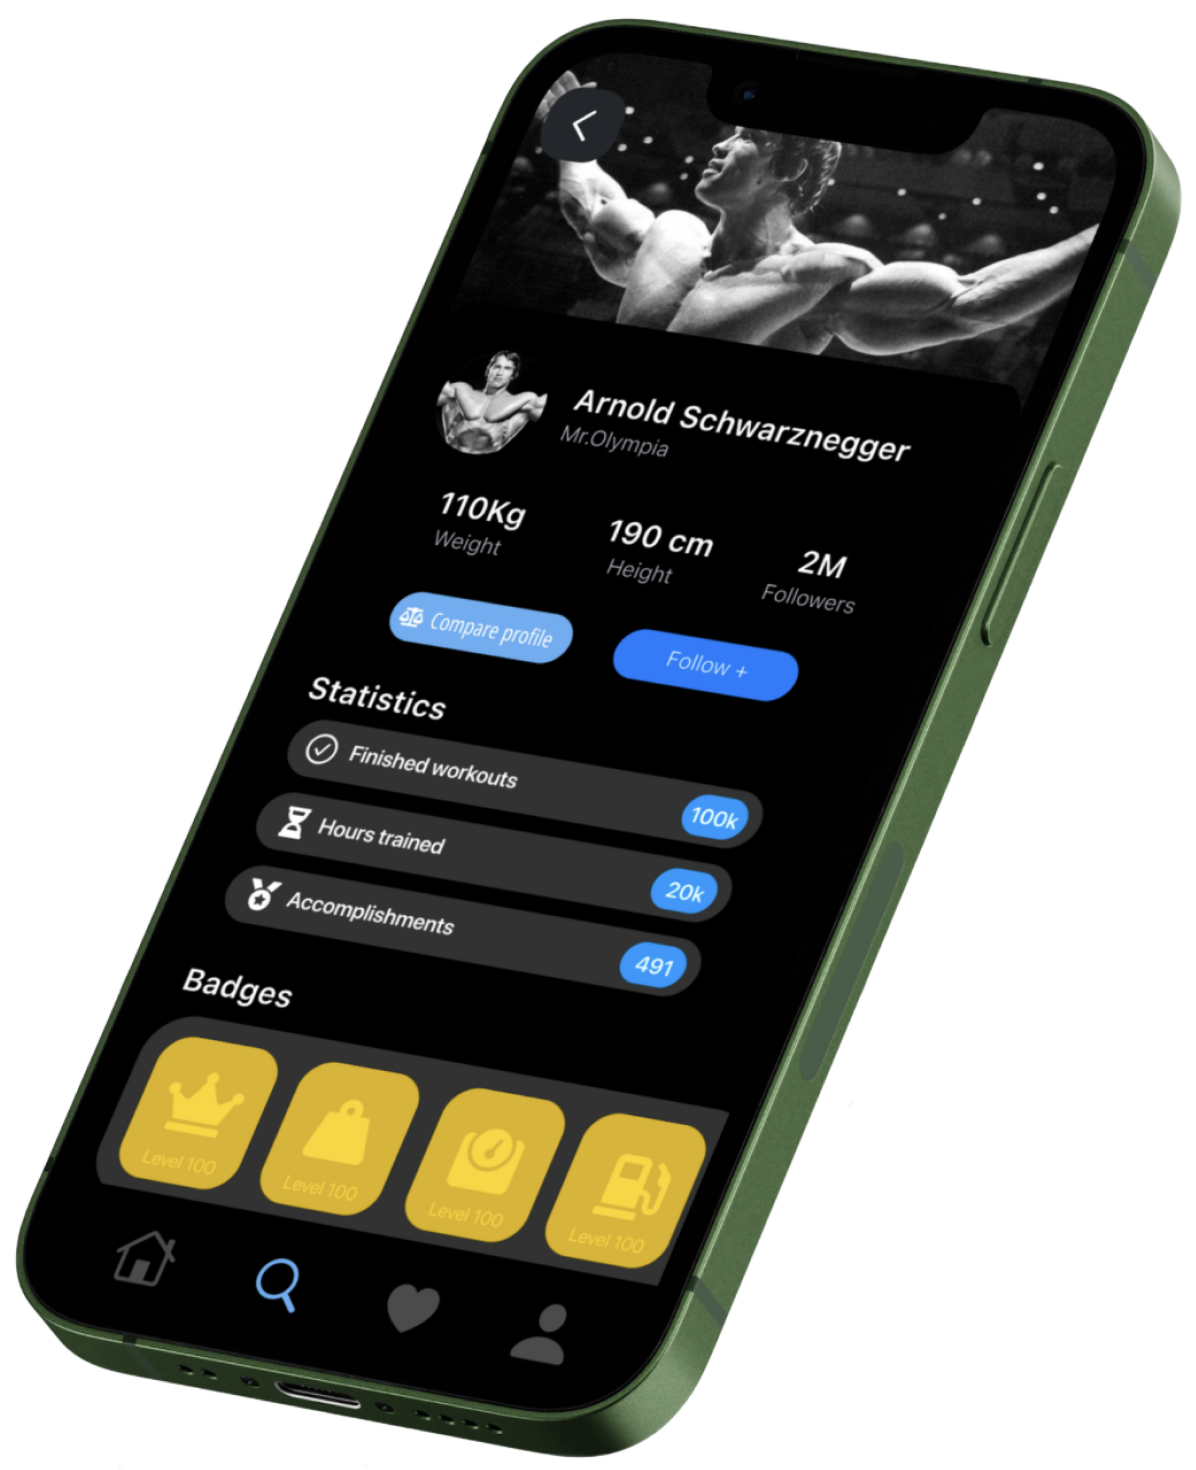 Arnold Schwarznegger
Mr.Olympia
110Kg
Weight
190 cm
Height
2M
Followers
Compare profile
Follow +
Statistics
Finished workouts
100k
Hours trained
20k
Accomplishments
491
Badges
Level 100
Level 100
Level 100
Level 100